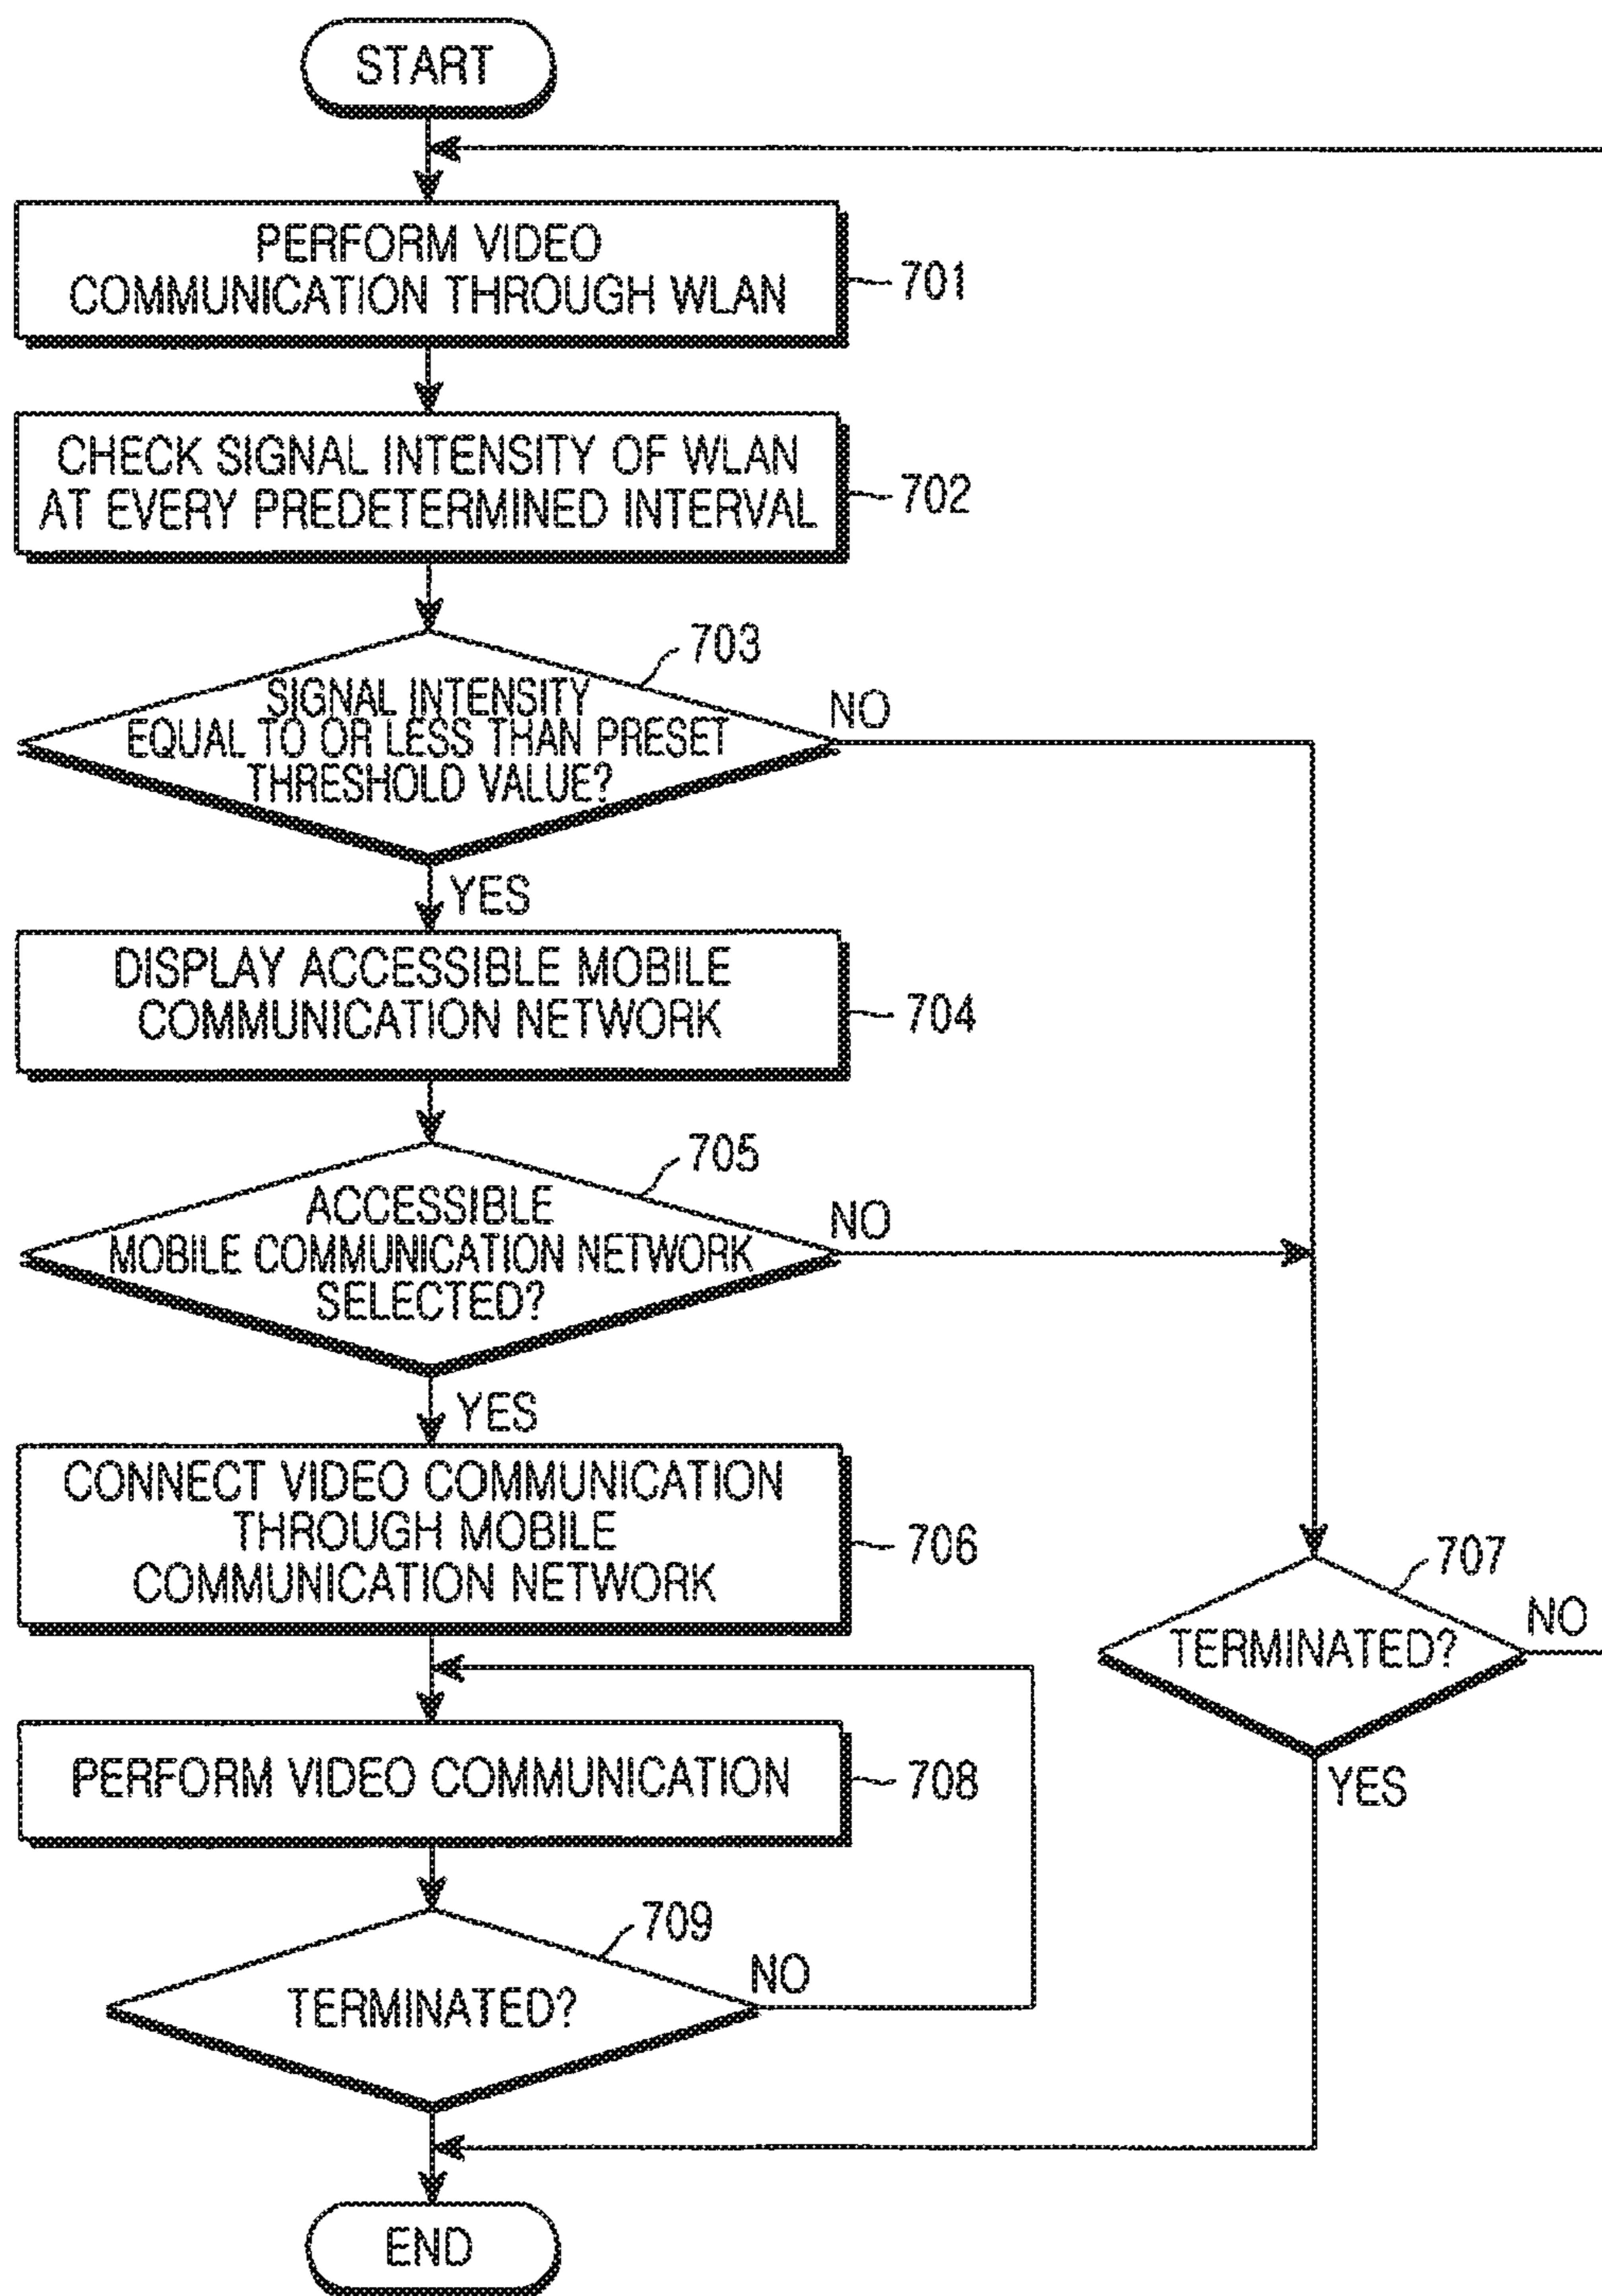 START
PERFORM VIDEO
COMMUNICATION THROUGH WLAN
701
CHECK SIGNAL INTENSITY OF WLAN
AT EVERY PREDETERMINED INTERVAL
702
703
SIGNAL INTENSITY
EQUAL TO OR LESS THAN PRESET
THRESHOLD VALUE?
NO
YES
DISPLAY ACCESSIBLE MOBILE
COMMUNICATION NETWORK
704
705
ACCESSIBLE
MOBILE COMMUNICATION NETWORK
SELECTED?
NO
YES
CONNECT VIDEO COMMUNICATION
THROUGH MOBILE
COMMUNICATION NETWORK
706
707
TERMINATED?
NO
YES
PERFORM VIDEO COMMUNICATION
708
709
TERMINATED?
NO
END